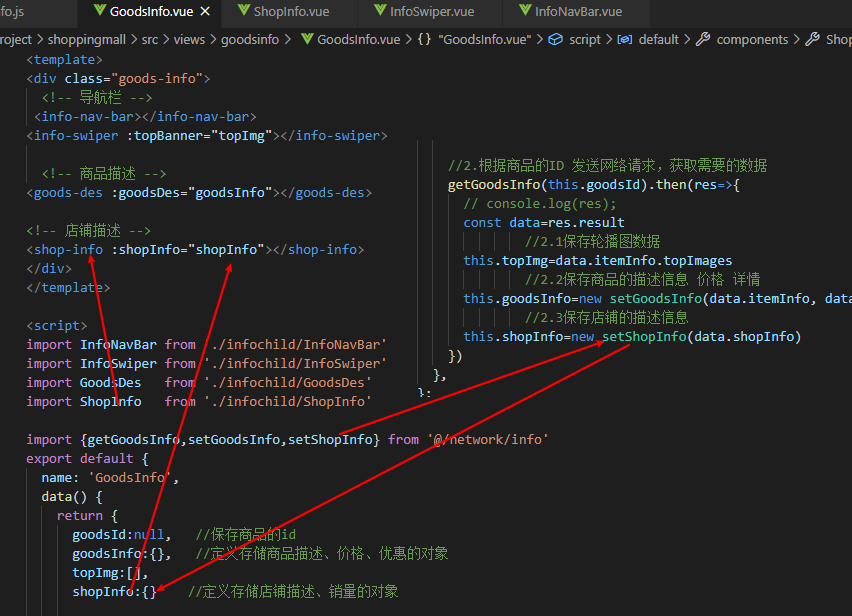 fo.js GoodsInfo.vue ShopInfo.vue InfoSwiper.vue InfoNavBar.vue
roject > shoppingmall > src > views > goodsinfo > GoodsInfo.vue > {} "GoodsInfo.vue" > script > default > components > Shop
<template>
<div class="goods-info">
<!-- 导航栏 -->
<info-nav-bar></info-nav-bar>
<info-swiper :topBanner="topImg"></info-swiper>
<!-- 商品描述 -->
<goods-des :goodsDes="goodsInfo"></goods-des>
<!-- 店铺描述 -->
<shop-info :shopInfo="shopInfo"></shop-info>
</div>
</template>
<script>
import InfoNavBar from './infochild/InfoNavBar'
import InfoSwiper from './infochild/InfoSwiper'
import GoodsDes from './infochild/GoodsDes'
import ShopInfo from './infochild/ShopInfo'
import {getGoodsInfo,setGoodsInfo,setShopInfo} from '@/network/info'
export default {
name: 'GoodsInfo',
data() {
return {
goodsId:null, //保存商品的id
goodsInfo:{}, //定义存储商品描述、价格、优惠的对象
topImg:[],
shopInfo:{} //定义存储店铺描述、销量的对象
//2.根据商品的ID 发送网络请求，获取需要的数据
getGoodsInfo(this.goodsId).then(res=>{
// console.log(res);
const data=res.result
//2.1保存轮播图数据
this.topImg=data.itemInfo.topImages
//2.2保存商品的描述信息 价格 详情
this.goodsInfo=new setGoodsInfo(data.itemInfo, data
//2.3保存店铺的描述信息
this.shopInfo=new setShopInfo(data.shopInfo)
})
},
};